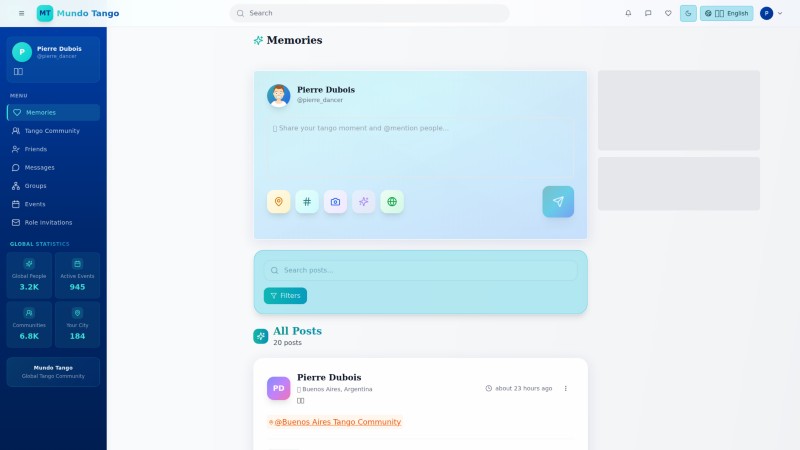 MT Mundo Tango
Search
English
P
P
Pierre Dubois
@pierre_dancer
MENU
Memories
Tango Community
Friends
Messages
Groups
Events
Role Invitations
GLOBAL STATISTICS
Global People
3.2K
Active Events
945
Communities
6.8K
Your City
184
Mundo Tango
Global Tango Community
Memories
Pierre Dubois
@pierre_dancer
Share your tango moment and @mention people...
Search posts...
Filters
All Posts
20 posts
PD
Pierre Dubois
Buenos Aires, Argentina
about 23 hours ago
@Buenos Aires Tango Community